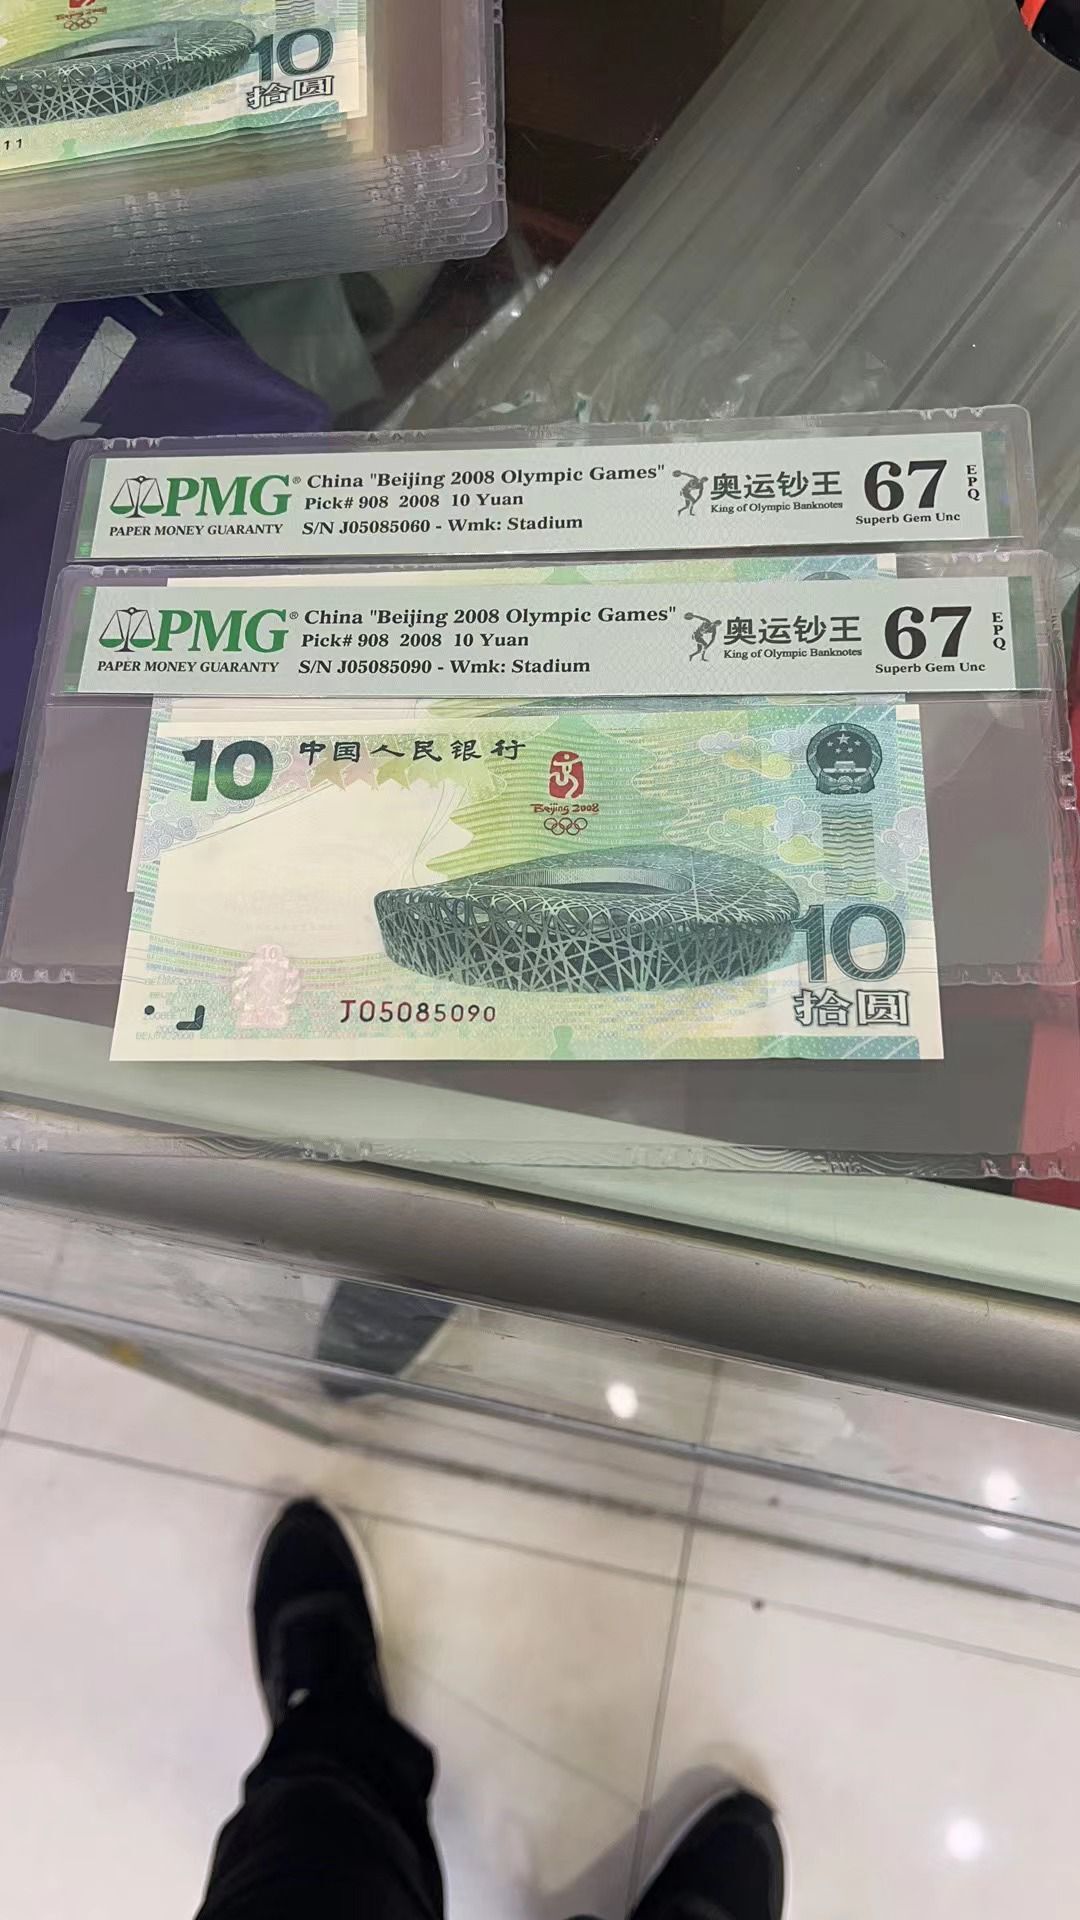 10
拾圆
11
PMG® China "Beijing 2008 Olympic Games" 奥运钞王 67 EPQ
Pick# 908 2008 10 Yuan King of Olympic Banknotes
PAPER MONEY GUARANTY S/N J05085060 - Wmk: Stadium Superb Gem Unc
PMG® China "Beijing 2008 Olympic Games" 奥运钞王 67 EPQ
Pick# 908 2008 10 Yuan King of Olympic Banknotes
PAPER MONEY GUARANTY S/N J05085090 - Wmk: Stadium Superb Gem Unc
10 中国人民银行
Beijing 2008
10
拾圆
J05085090